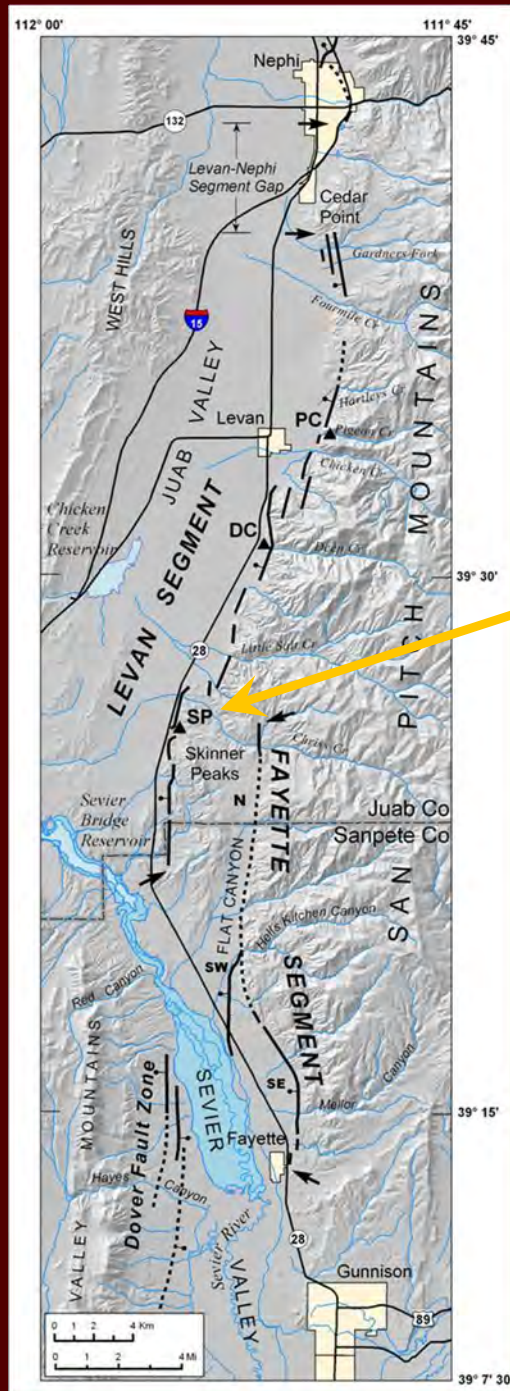 112 00'
111 45'
39 45'
Nephi
132
Levan-Nephi
Segment Gap
Cedar
Point
Gardners Fork
WEST HILLS
Fourmile Cr.
15
JUAB VALLEY
Hartleys Cr.
Levan
PC
Pigeon Cr.
Chicken Cr.
SAN PITCH MOUNTAINS
Chicken
Creek
Reservoir
DC
Deep Cr.
39 30'
LEVAN SEGMENT
Little Salt Cr.
28
SP
Skinner
Peaks
Chriss Cr.
FAYETTE SEGMENT
N
Sevier
Bridge
Reservoir
Juab Co
Sanpete Co
FLAT CANYON
Hell's Kitchen Canyon
SW
Red Canyon
SE
Mellor Canyon
39 15'
Dover Fault Zone
SEVIER VALLEY
Fayette
Hayes Canyon
Sevier River
VALLEY MOUNTAINS
28
Gunnison
89
0 1 2 4 Km
0 1 2 4 Mi
39 7' 30